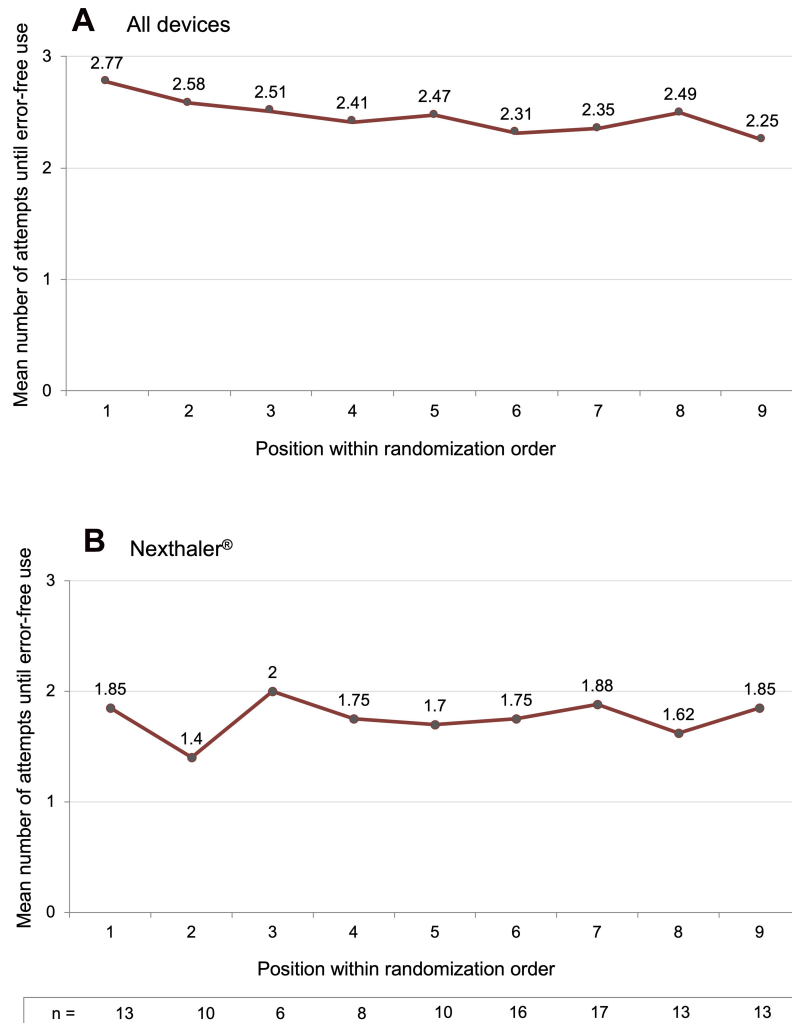 A All devices
Mean number of attempts until error-free use
3
2
1
0
2.77 2.58 2.51 2.41 2.47 2.31 2.35 2.49 2.25
1 2 3 4 5 6 7 8 9
Position within randomization order
B Nexthaler®
Mean number of attempts until error-free use
3
2
1
0
1.85 1.4 2 1.75 1.7 1.75 1.88 1.62 1.85
1 2 3 4 5 6 7 8 9
Position within randomization order
n = 13 10 6 8 10 16 17 13 13